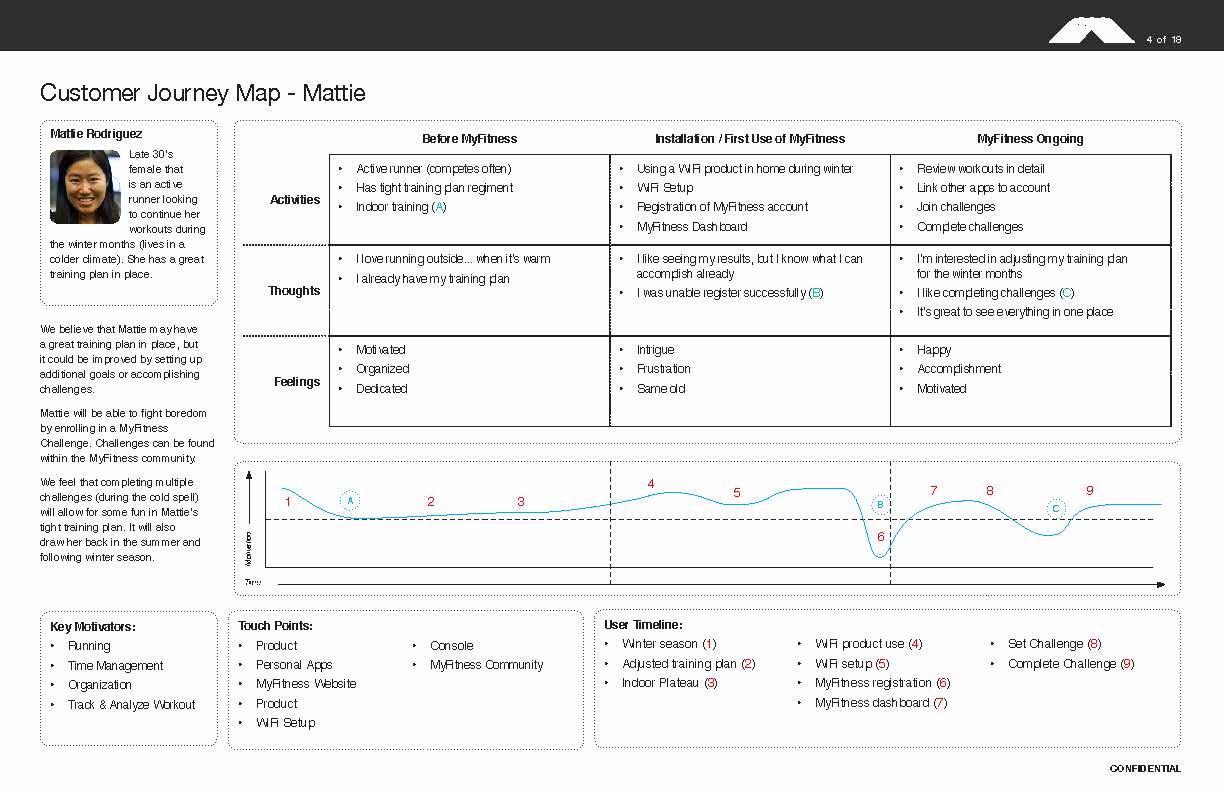 4 of 19
Customer Journey Map - Mattie
Mattie Rodriguez
Late 30's
female that
is an active
runner looking
to continue her
workouts during
the winter months (lives in a
colder climate). She has a great
training plan in place.
We believe that Mattie may have
a great training plan in place, but
it could be improved by setting up
additional goals or accomplishing
challenges.
Mattie will be able to fight boredom
by enrolling in a MyFitness
Challenge. Challenges can be found
within the MyFitness community.
We feel that completing multiple
challenges (during the cold spell)
will allow for some fun in Mattie's
tight training plan. It will also
draw her back in the summer and
following winter season.
Before MyFitness
Installation / First Use of MyFitness
MyFitness Ongoing
Activities
• Active runner (competes often)
• Has tight training plan regiment
• Indoor training (A)
• Using a WiFi product in home during winter
• WiFi Setup
• Registration of MyFitness account
• MyFitness Dashboard
• Review workouts in detail
• Link other apps to account
• Join challenges
• Complete challenges
Thoughts
• I love running outside... when it's warm
• I already have my training plan
• I like seeing my results, but I know what I can
accomplish already
• I was unable register successfully (B)
• I'm interested in adjusting my training plan
for the winter months
• I like completing challenges (C)
• It's great to see everything in one place
Feelings
• Motivated
• Organized
• Dedicated
• Intrigue
• Frustration
• Same old
• Happy
• Accomplishment
• Motivated
1
A
2
3
4
5
B
6
7
8
C
9
Motivation
Time
Key Motivators:
• Running
• Time Management
• Organization
• Track & Analyze Workout
Touch Points:
• Product
• Personal Apps
• MyFitness Website
• Product
• WiFi Setup
• Console
• MyFitness Community
User Timeline:
• Winter season (1)
• Adjusted training plan (2)
• Indoor Plateau (3)
• WiFi product use (4)
• WiFi setup (5)
• MyFitness registration (6)
• MyFitness dashboard (7)
• Set Challenge (8)
• Complete Challenge (9)
CONFIDENTIAL